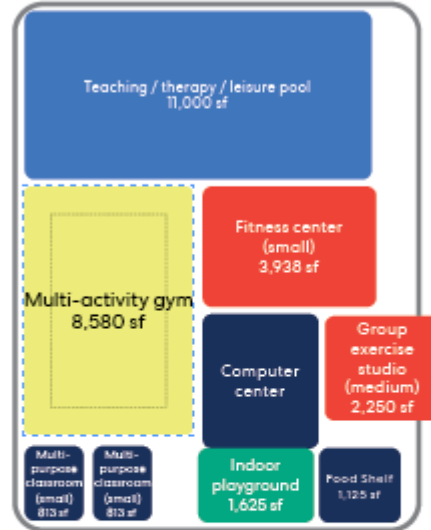 Teaching / therapy / leisure pool
11,000 sf
Multi-activity gym
8,580 sf
Fitness center
(small)
3,938 sf
Computer
center
Group
exercise
studio
(medium)
2,250 sf
Multi-
purpose
classroom
(small)
813 sf
Multi-
purpose
classroom
(small)
813 sf
Indoor
playground
1,625 sf
Food Shelf
1,125 sf